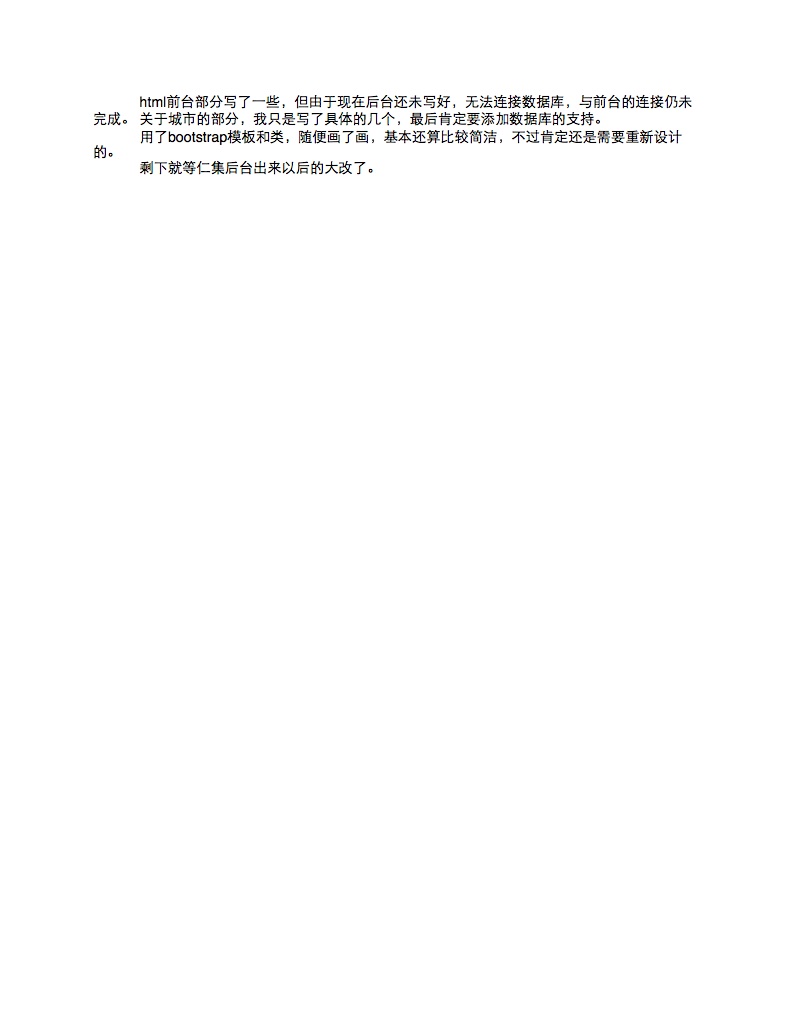 html前台部分写了一些，但由于现在后台还未写好，无法连接数据库，与前台的连接仍未
完成。关于城市的部分，我只是写了具体的几个，最后肯定要添加数据库的支持。
用了bootstrap模板和类，随便画了画，基本还算比较简洁，不过肯定还是需要重新设计
的。
剩下就等仁集后台出来以后的大改了。